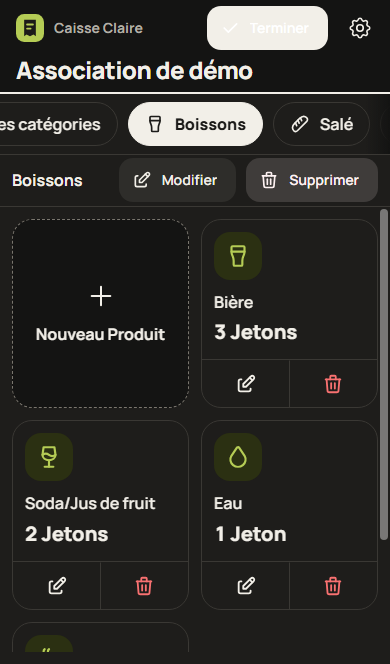 Caisse Claire
Terminer
Association de démo
es catégories
Boissons
Salé
Boissons
Modifier
Supprimer
Nouveau Produit
Bière
3 Jetons
Soda/Jus de fruit
2 Jetons
Eau
1 Jeton